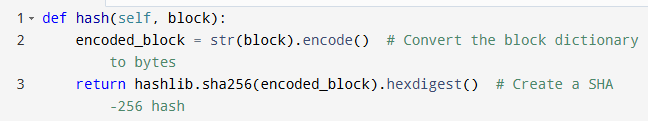 1 def hash(self, block):
2 encoded_block = str(block).encode()  # Convert the block dictionary
to bytes
3 return hashlib.sha256(encoded_block).hexdigest()  # Create a SHA
-256 hash